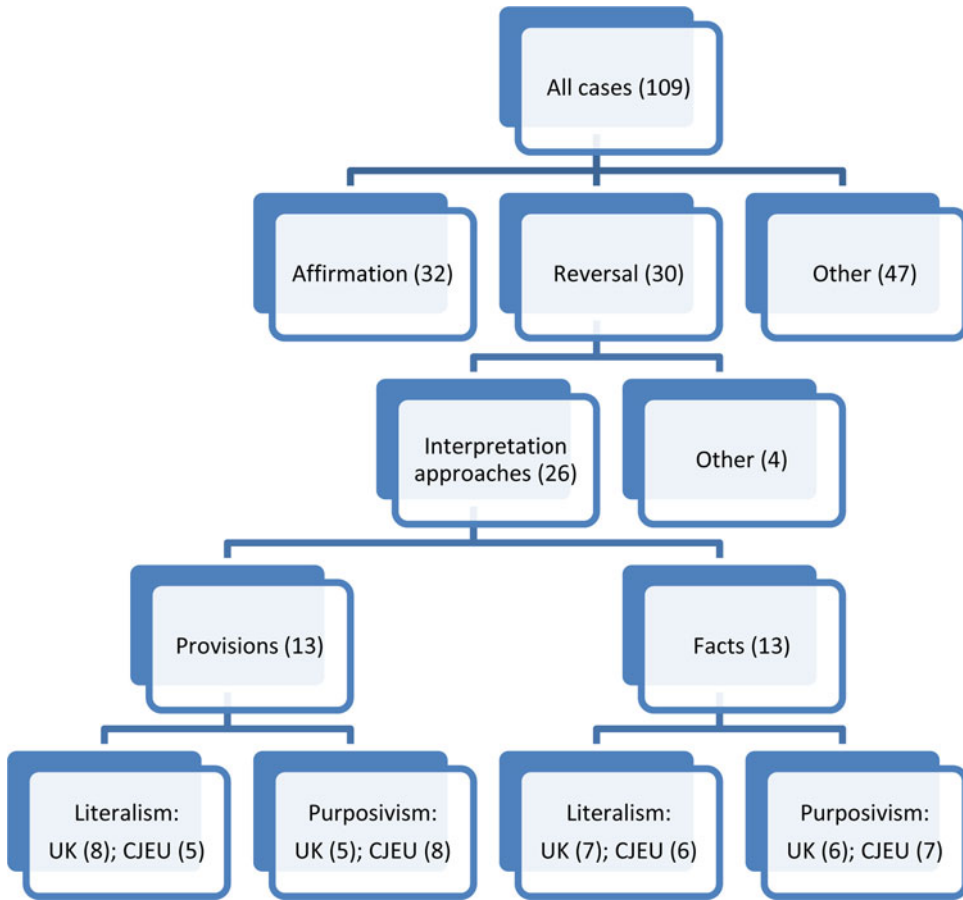 All cases (109)
Affirmation (32)
Reversal (30)
Other (47)
Interpretation
approaches (26)
Other (4)
Provisions (13)
Facts (13)
Literalism:
UK (8); CJEU (5)
Purposivism:
UK (5); CJEU (8)
Literalism:
UK (7); CJEU (6)
Purposivism:
UK (6); CJEU (7)